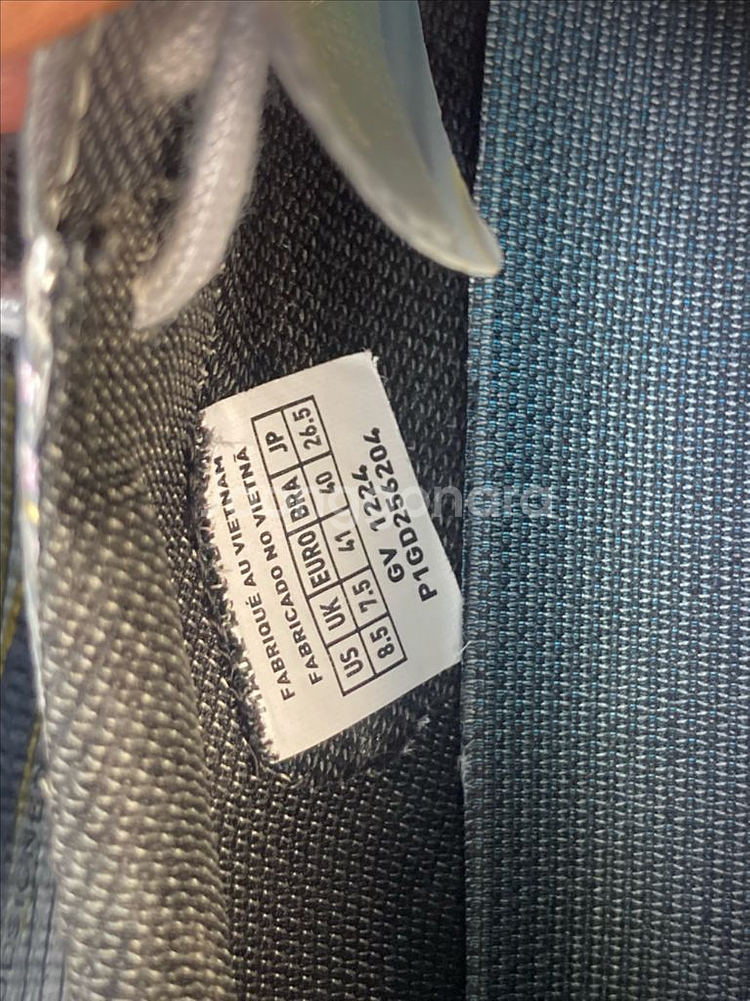 FABRIQUÉ AU VIETNAM
FABRICADO NO VIETNÃ
US UK EURO BRA JP
8.5 7.5 41 40 26.5
GV 1224
P1GD256204